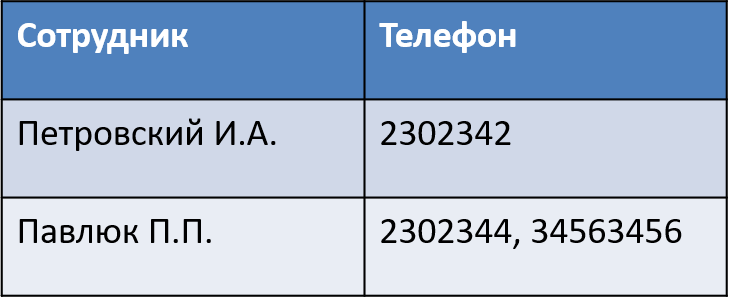 Сотрудник Телефон
Петровский И.А. 2302342
Павлюк П.П. 2302344, 34563456